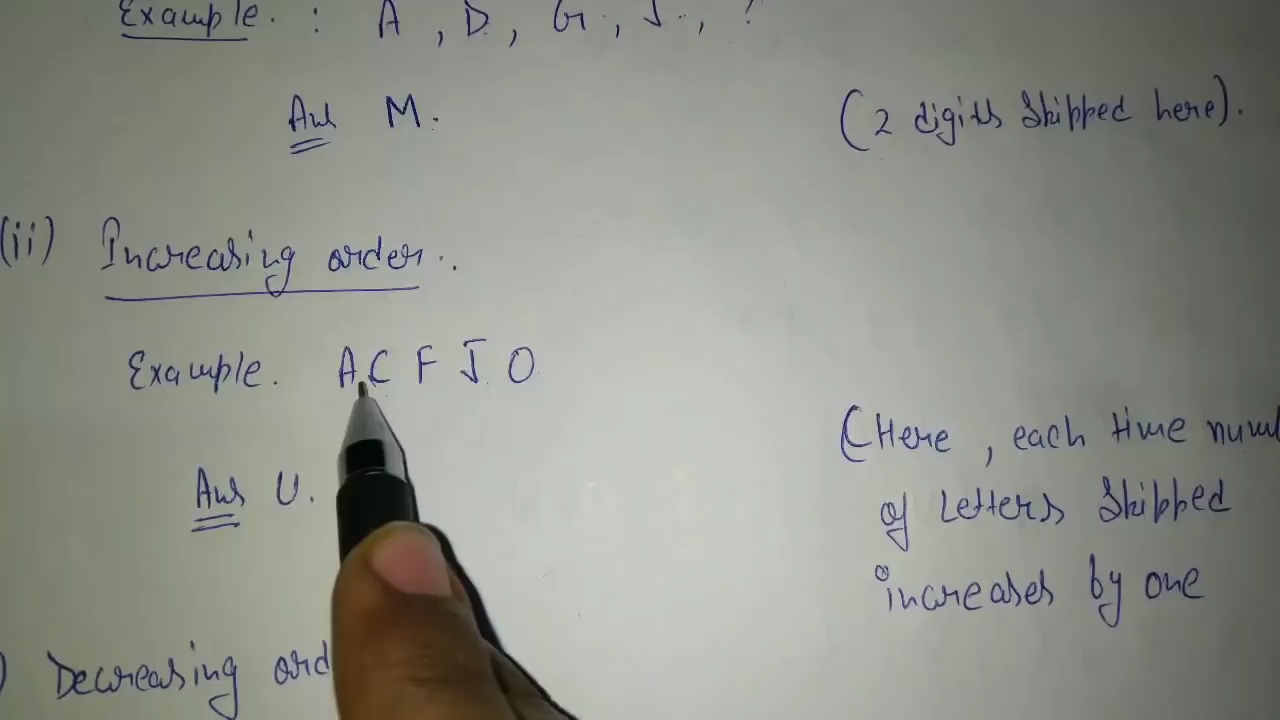 Example. : A , D , G , J , ?
Ans M.
(2 digits skipped here).
(ii) Increasing order.
Example. A C F J O
(Here , each time num
Ans U.
of Letters skipped
increases by one
) Decreasing ord